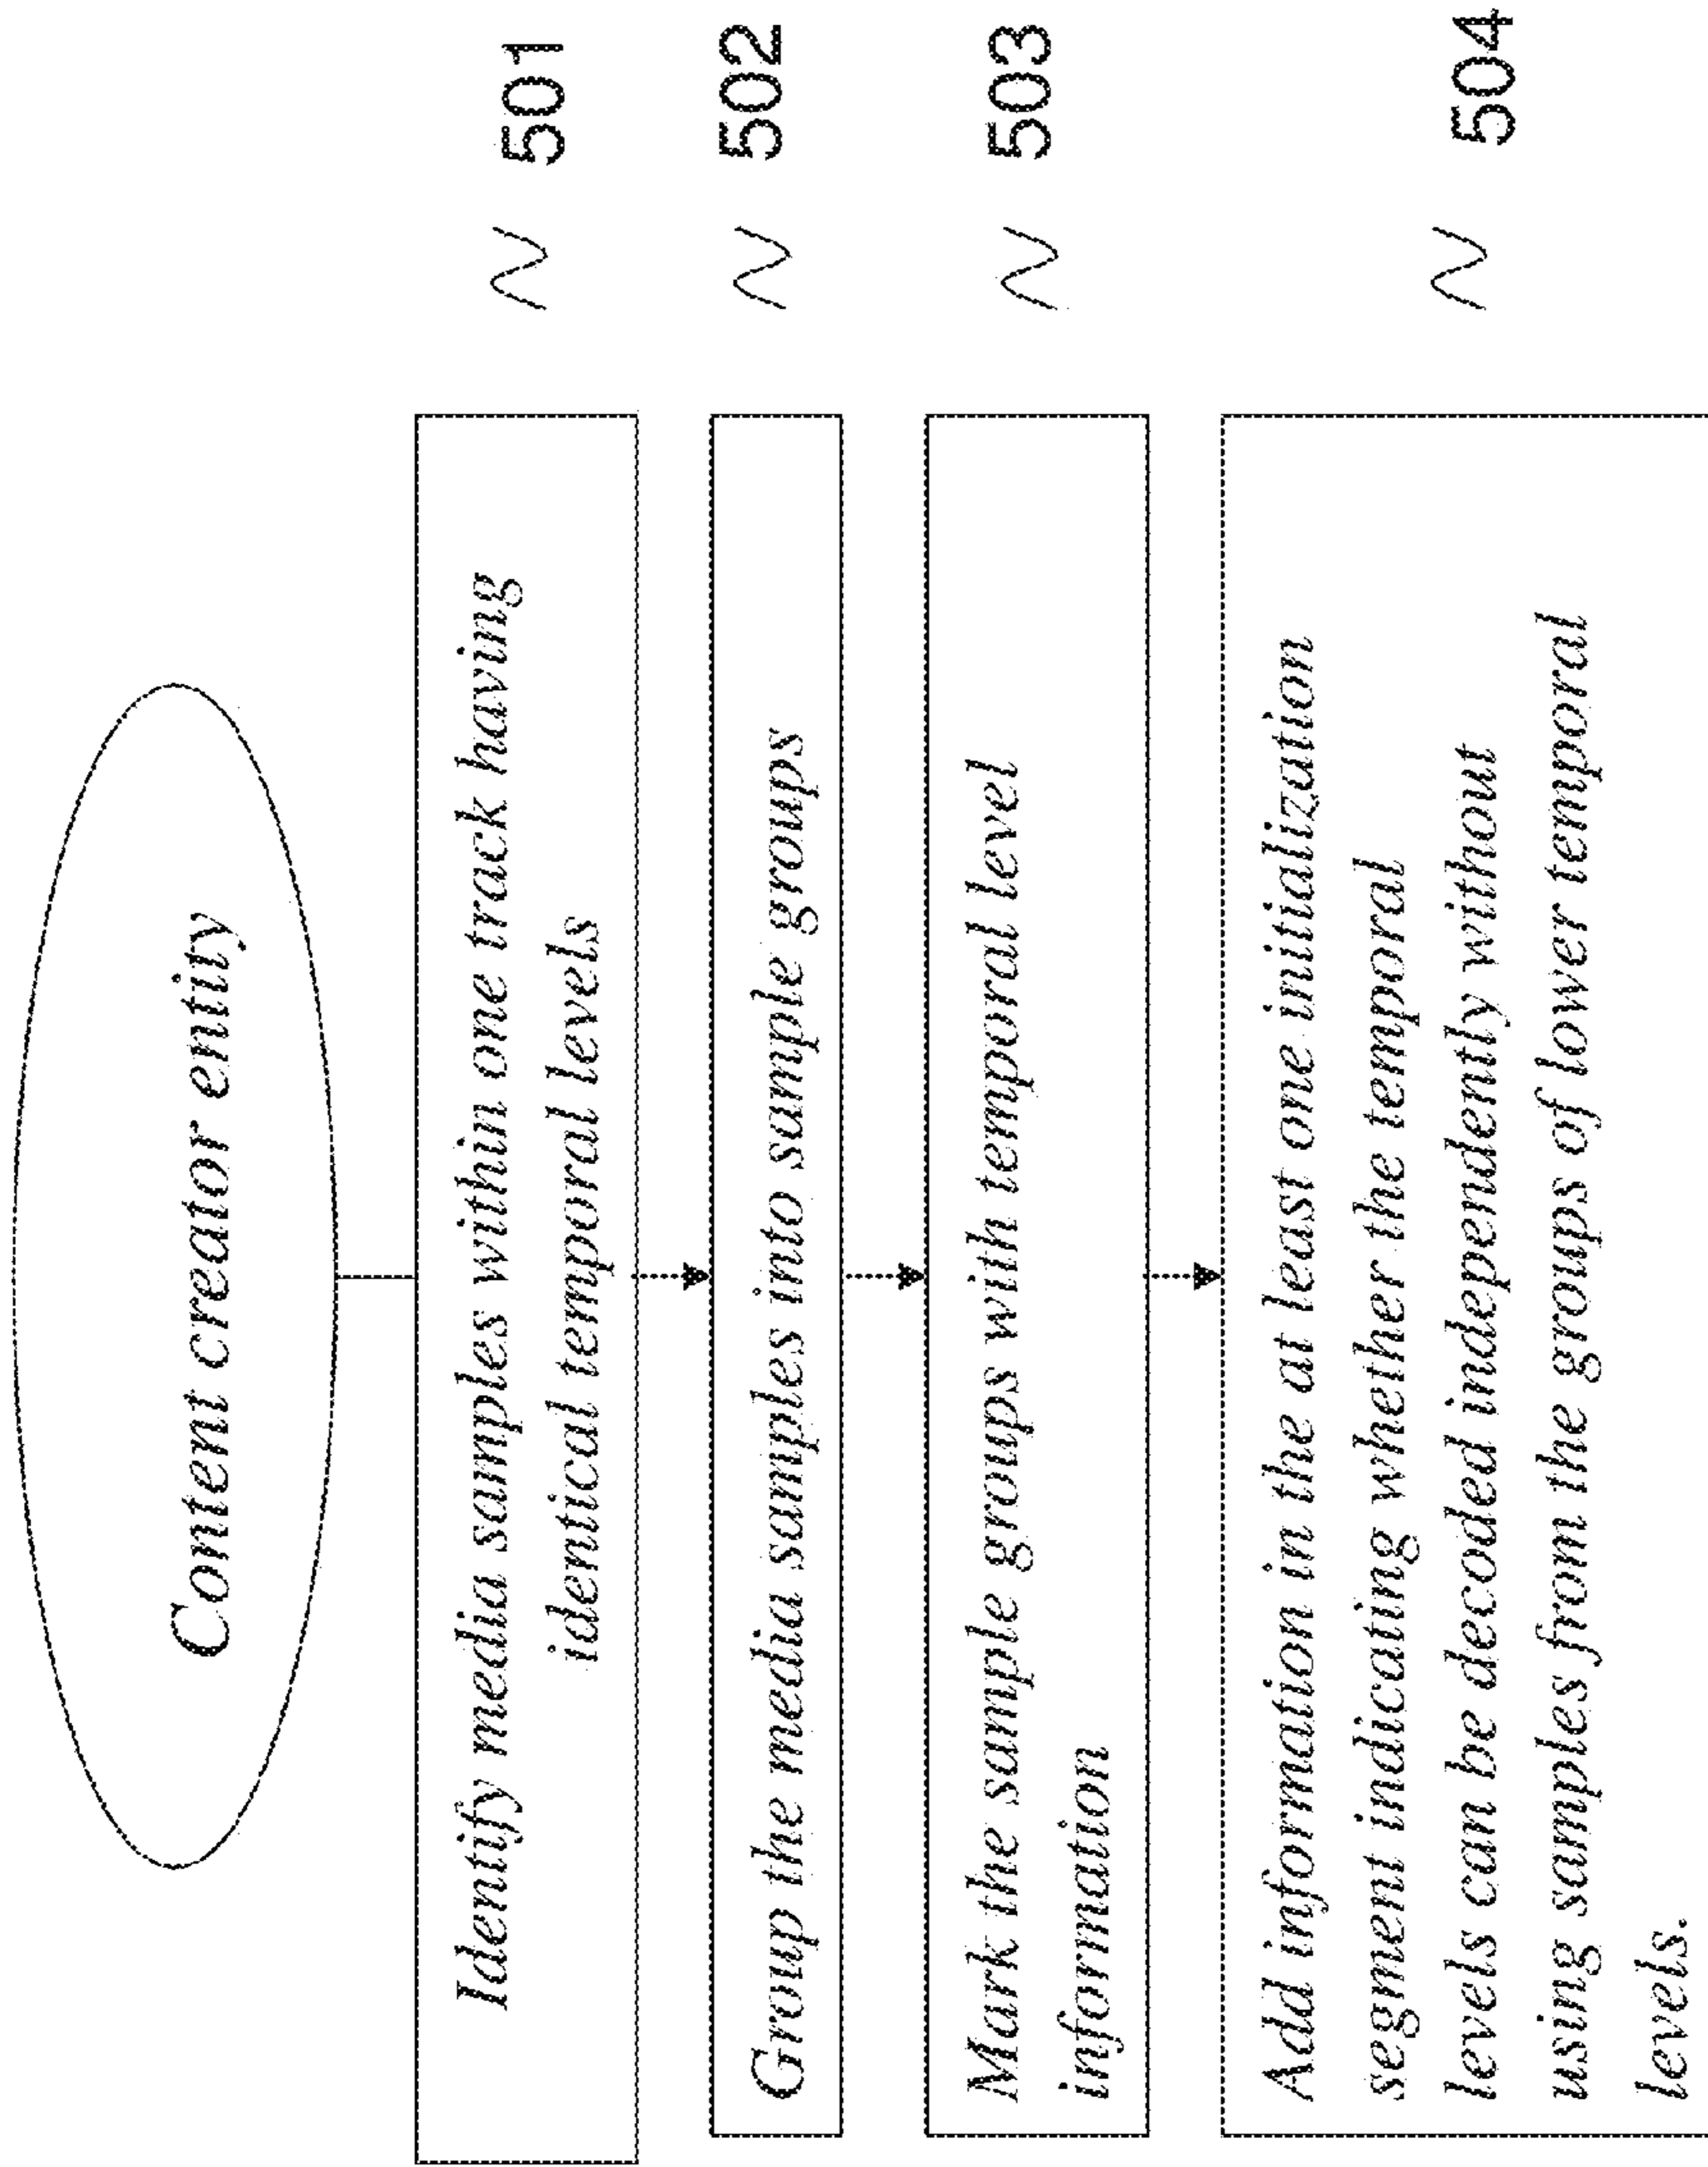 Content creator entity
Identify media samples within one track having
identical temporal levels
501
Group the media samples into sample groups
502
Mark the sample groups with temporal level
information
503
Add information in the at least one initialization
segment indicating whether the temporal
levels can be decoded independently without
using samples from the groups of lower temporal
levels.
504